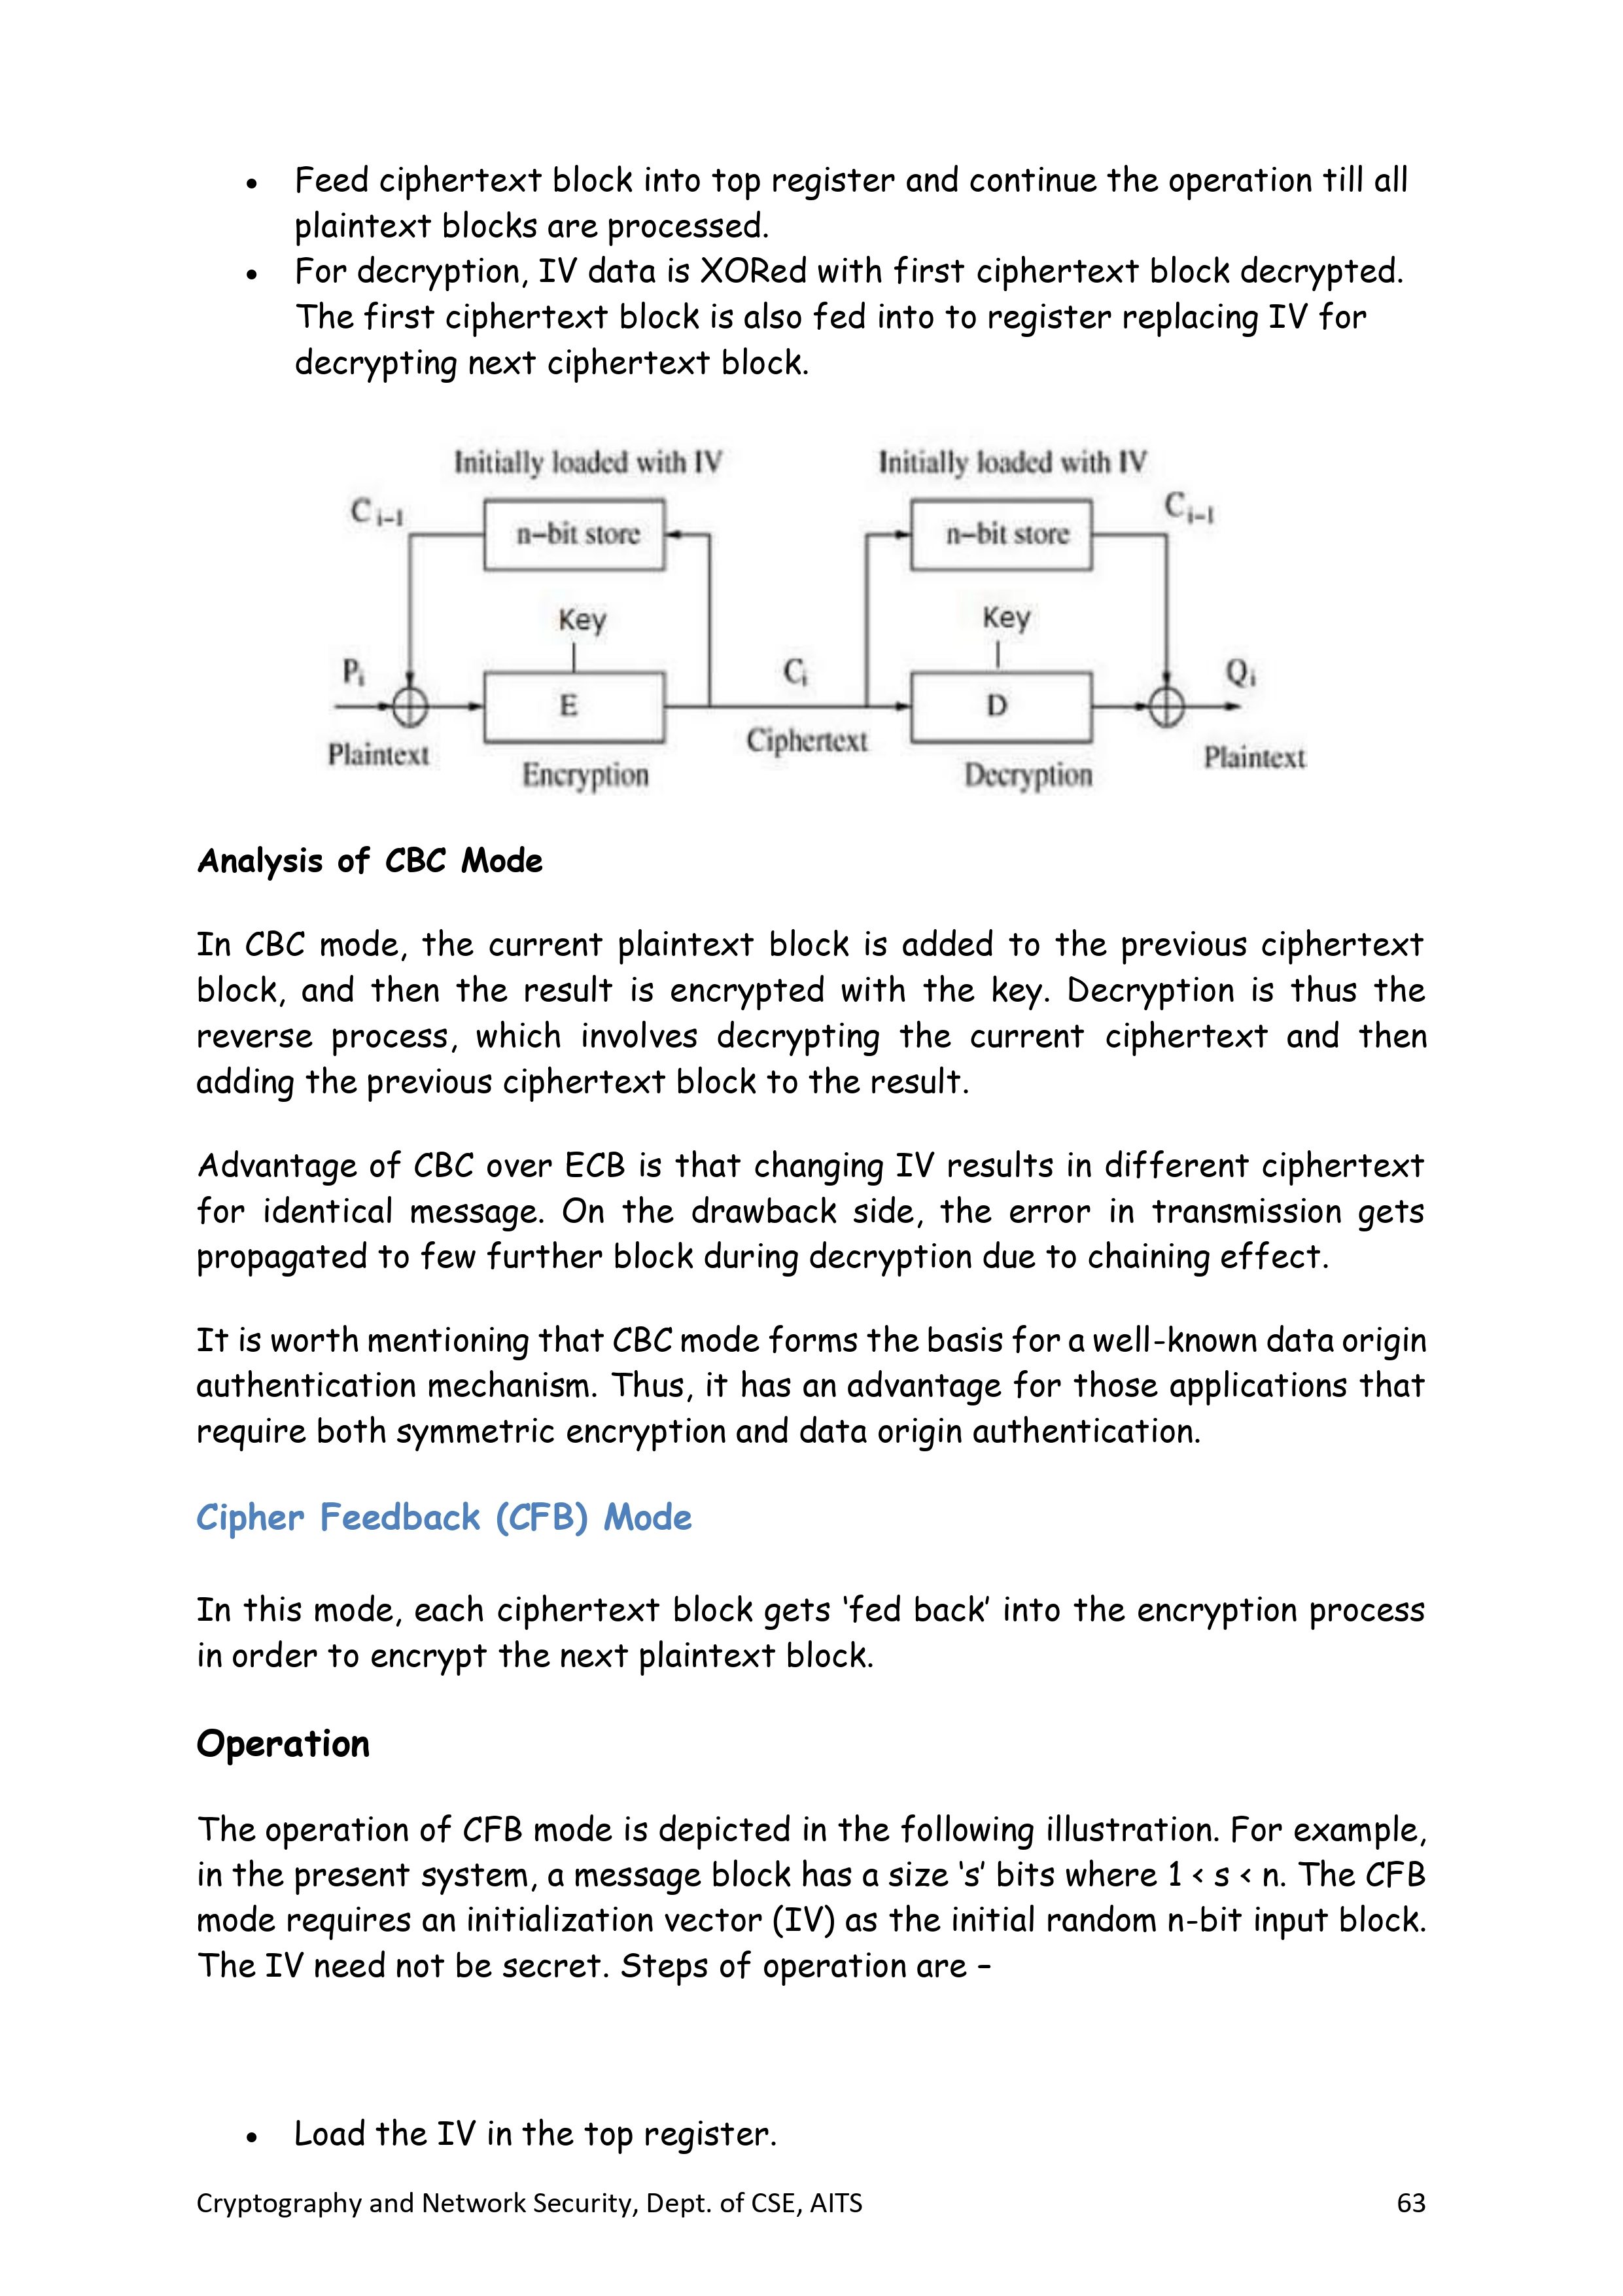 • Feed ciphertext block into top register and continue the operation till all
plaintext blocks are processed.
• For decryption, IV data is XORed with first ciphertext block decrypted.
The first ciphertext block is also fed into to register replacing IV for
decrypting next ciphertext block.
Initially loaded with IV Initially loaded with IV
C i-1 n-bit store n-bit store C i-1
Key Key
Pi E Ci D Qi
Plaintext Encryption Ciphertext Decryption Plaintext
Analysis of CBC Mode
In CBC mode, the current plaintext block is added to the previous ciphertext
block, and then the result is encrypted with the key. Decryption is thus the
reverse process, which involves decrypting the current ciphertext and then
adding the previous ciphertext block to the result.
Advantage of CBC over ECB is that changing IV results in different ciphertext
for identical message. On the drawback side, the error in transmission gets
propagated to few further block during decryption due to chaining effect.
It is worth mentioning that CBC mode forms the basis for a well-known data origin
authentication mechanism. Thus, it has an advantage for those applications that
require both symmetric encryption and data origin authentication.
Cipher Feedback (CFB) Mode
In this mode, each ciphertext block gets ‘fed back’ into the encryption process
in order to encrypt the next plaintext block.
Operation
The operation of CFB mode is depicted in the following illustration. For example,
in the present system, a message block has a size ‘s’ bits where 1 < s < n. The CFB
mode requires an initialization vector (IV) as the initial random n-bit input block.
The IV need not be secret. Steps of operation are –
• Load the IV in the top register.
Cryptography and Network Security, Dept. of CSE, AITS 63